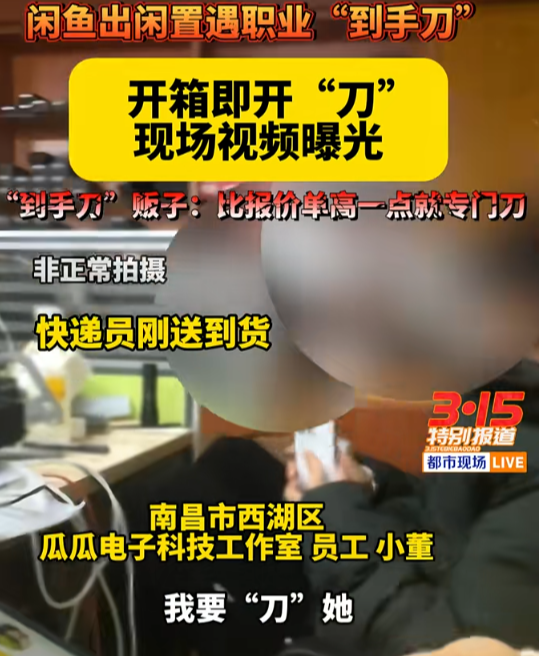 闲鱼出闲置遇职业“到手刀”
开箱即开“刀”
现场视频曝光
“到手刀”贩子：比报价单高一点就专门刀
非正常拍摄
快递员刚送到货
3·15
特别报道
都市现场 LIVE
南昌市西湖区
瓜瓜电子科技工作室 员工 小董
我要“刀”她